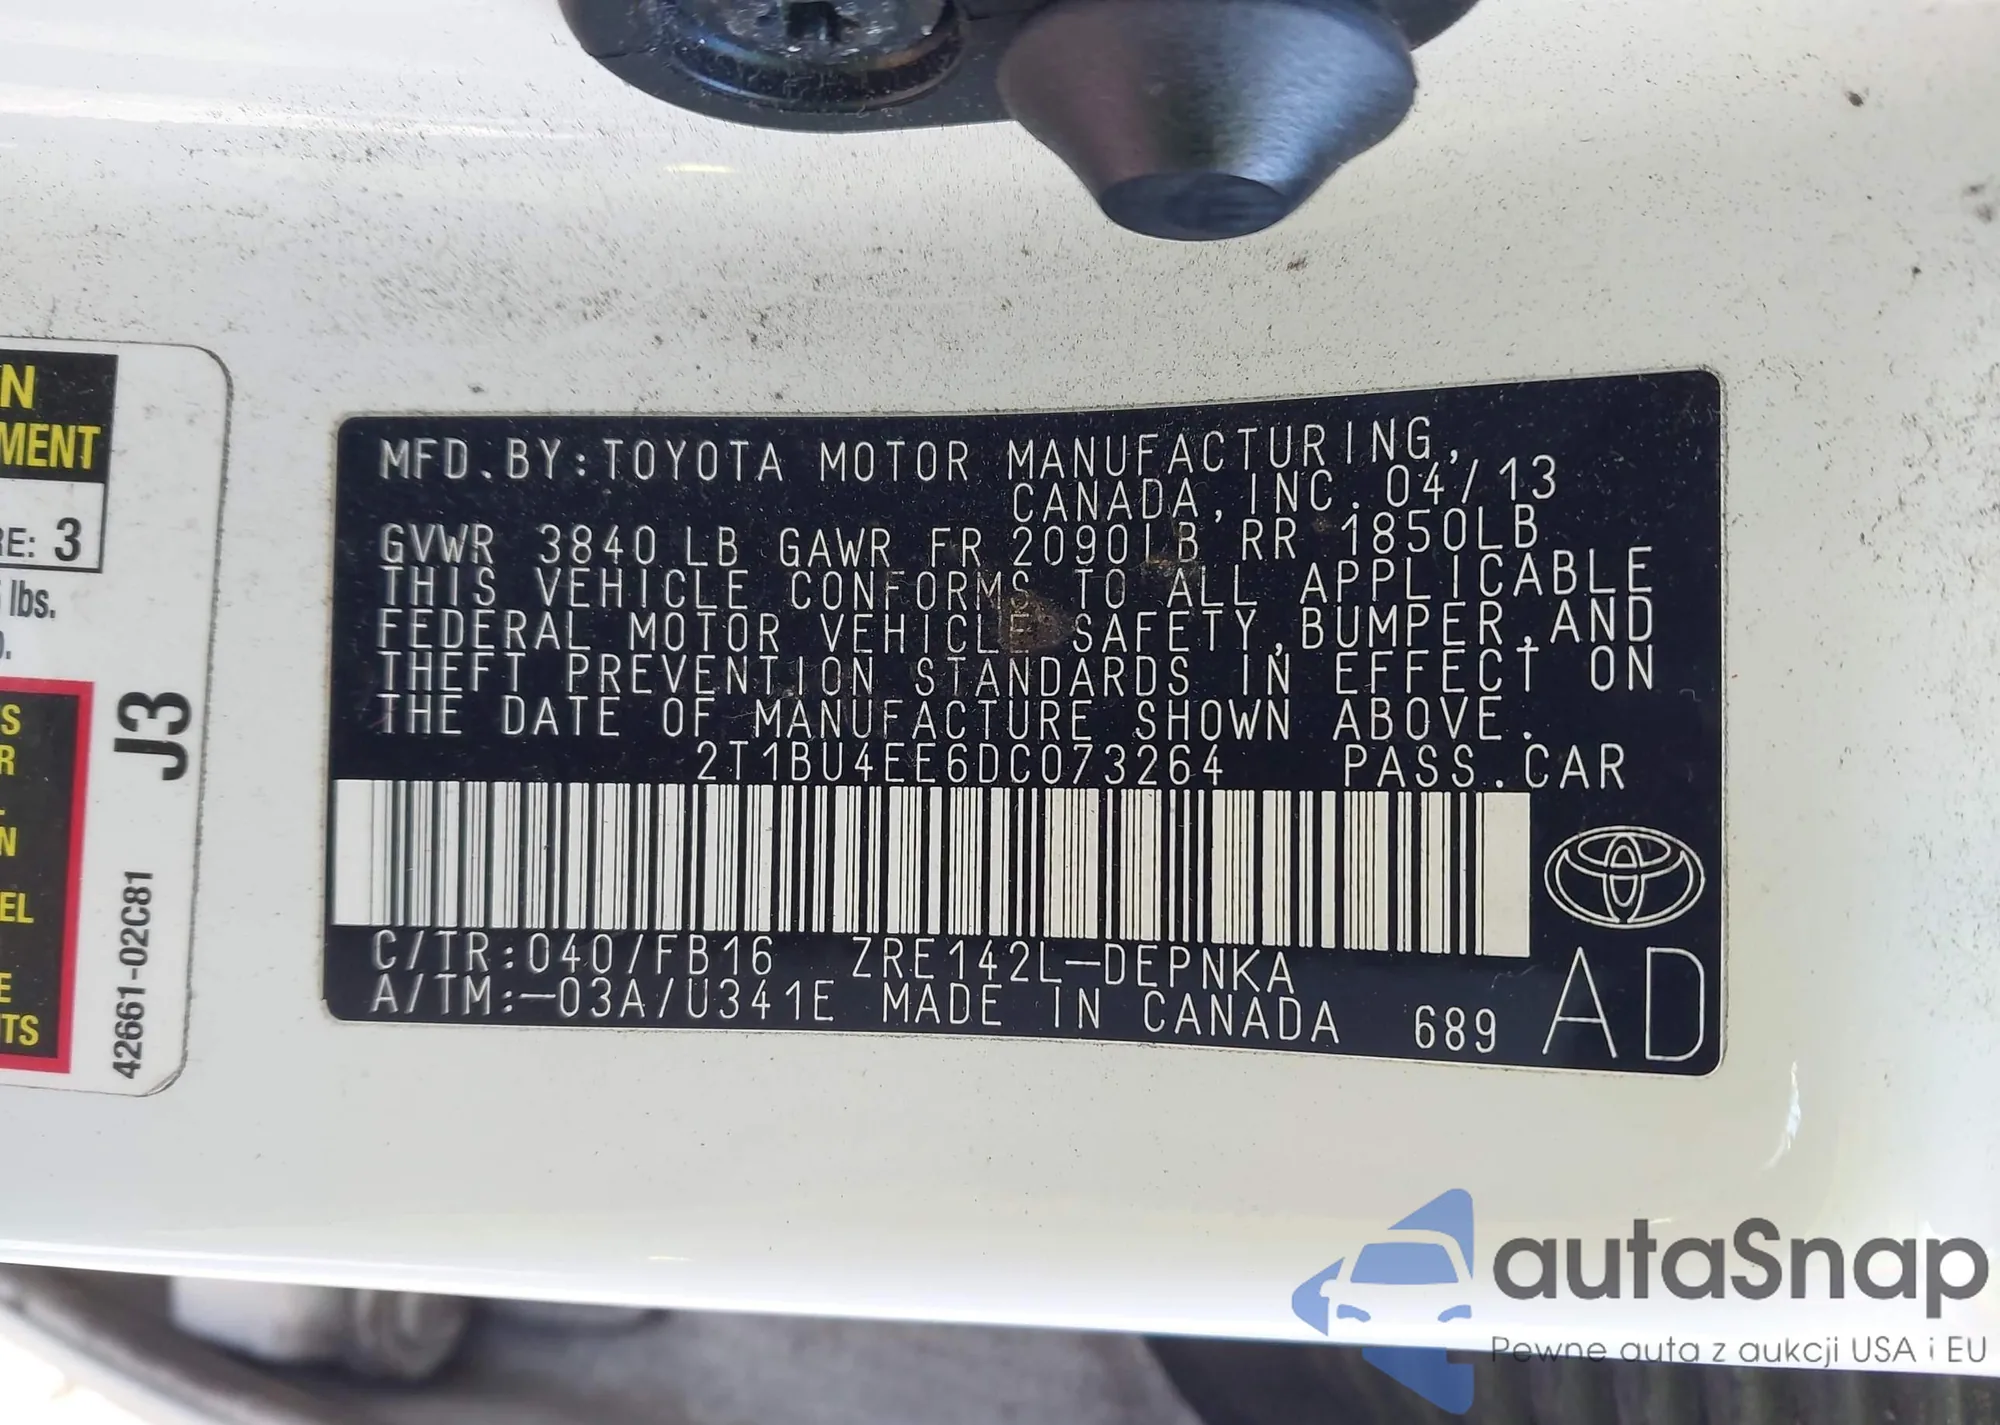 N
MENT
RE: 3
lbs.
J3
42661-02C81
S
R
N
EL
E
TS
MFD.BY:TOYOTA MOTOR MANUFACTURING,
CANADA,INC. 04/13
GVWR 3840 LB GAWR FR 2090LB RR 1850LB
THIS VEHICLE CONFORMS TO ALL APPLICABLE
FEDERAL MOTOR VEHICLE SAFETY,BUMPER,AND
THEFT PREVENTION STANDARDS IN EFFECT ON
THE DATE OF MANUFACTURE SHOWN ABOVE.
2T1BU4EE6DC073264 PASS.CAR
C/TR:040/FB16 ZRE142L-DEPNKA
A/TM:-03A/U341E MADE IN CANADA 689 AD
autaSnap
Pewne auta z aukcji USA i EU